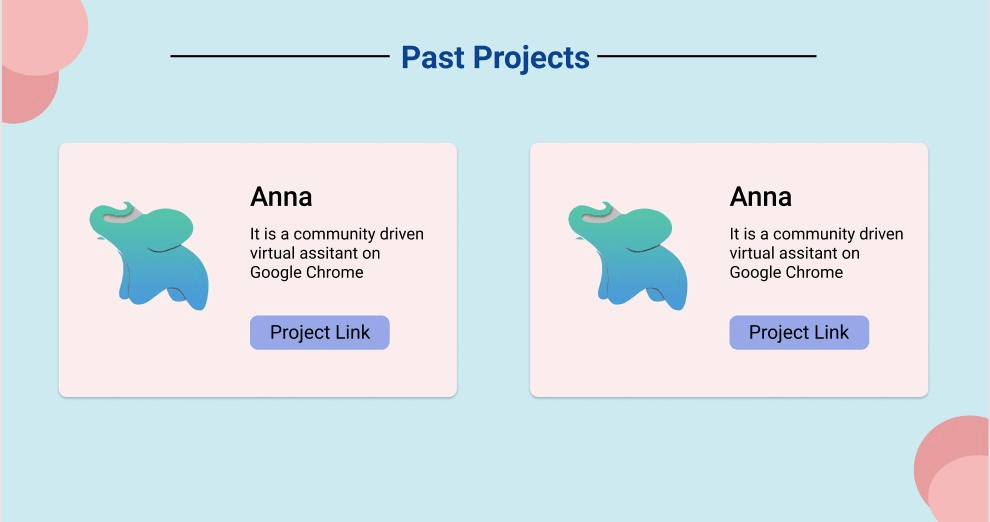 Past Projects
Anna
It is a community driven
virtual assitant on
Google Chrome
Project Link
Anna
It is a community driven
virtual assitant on
Google Chrome
Project Link